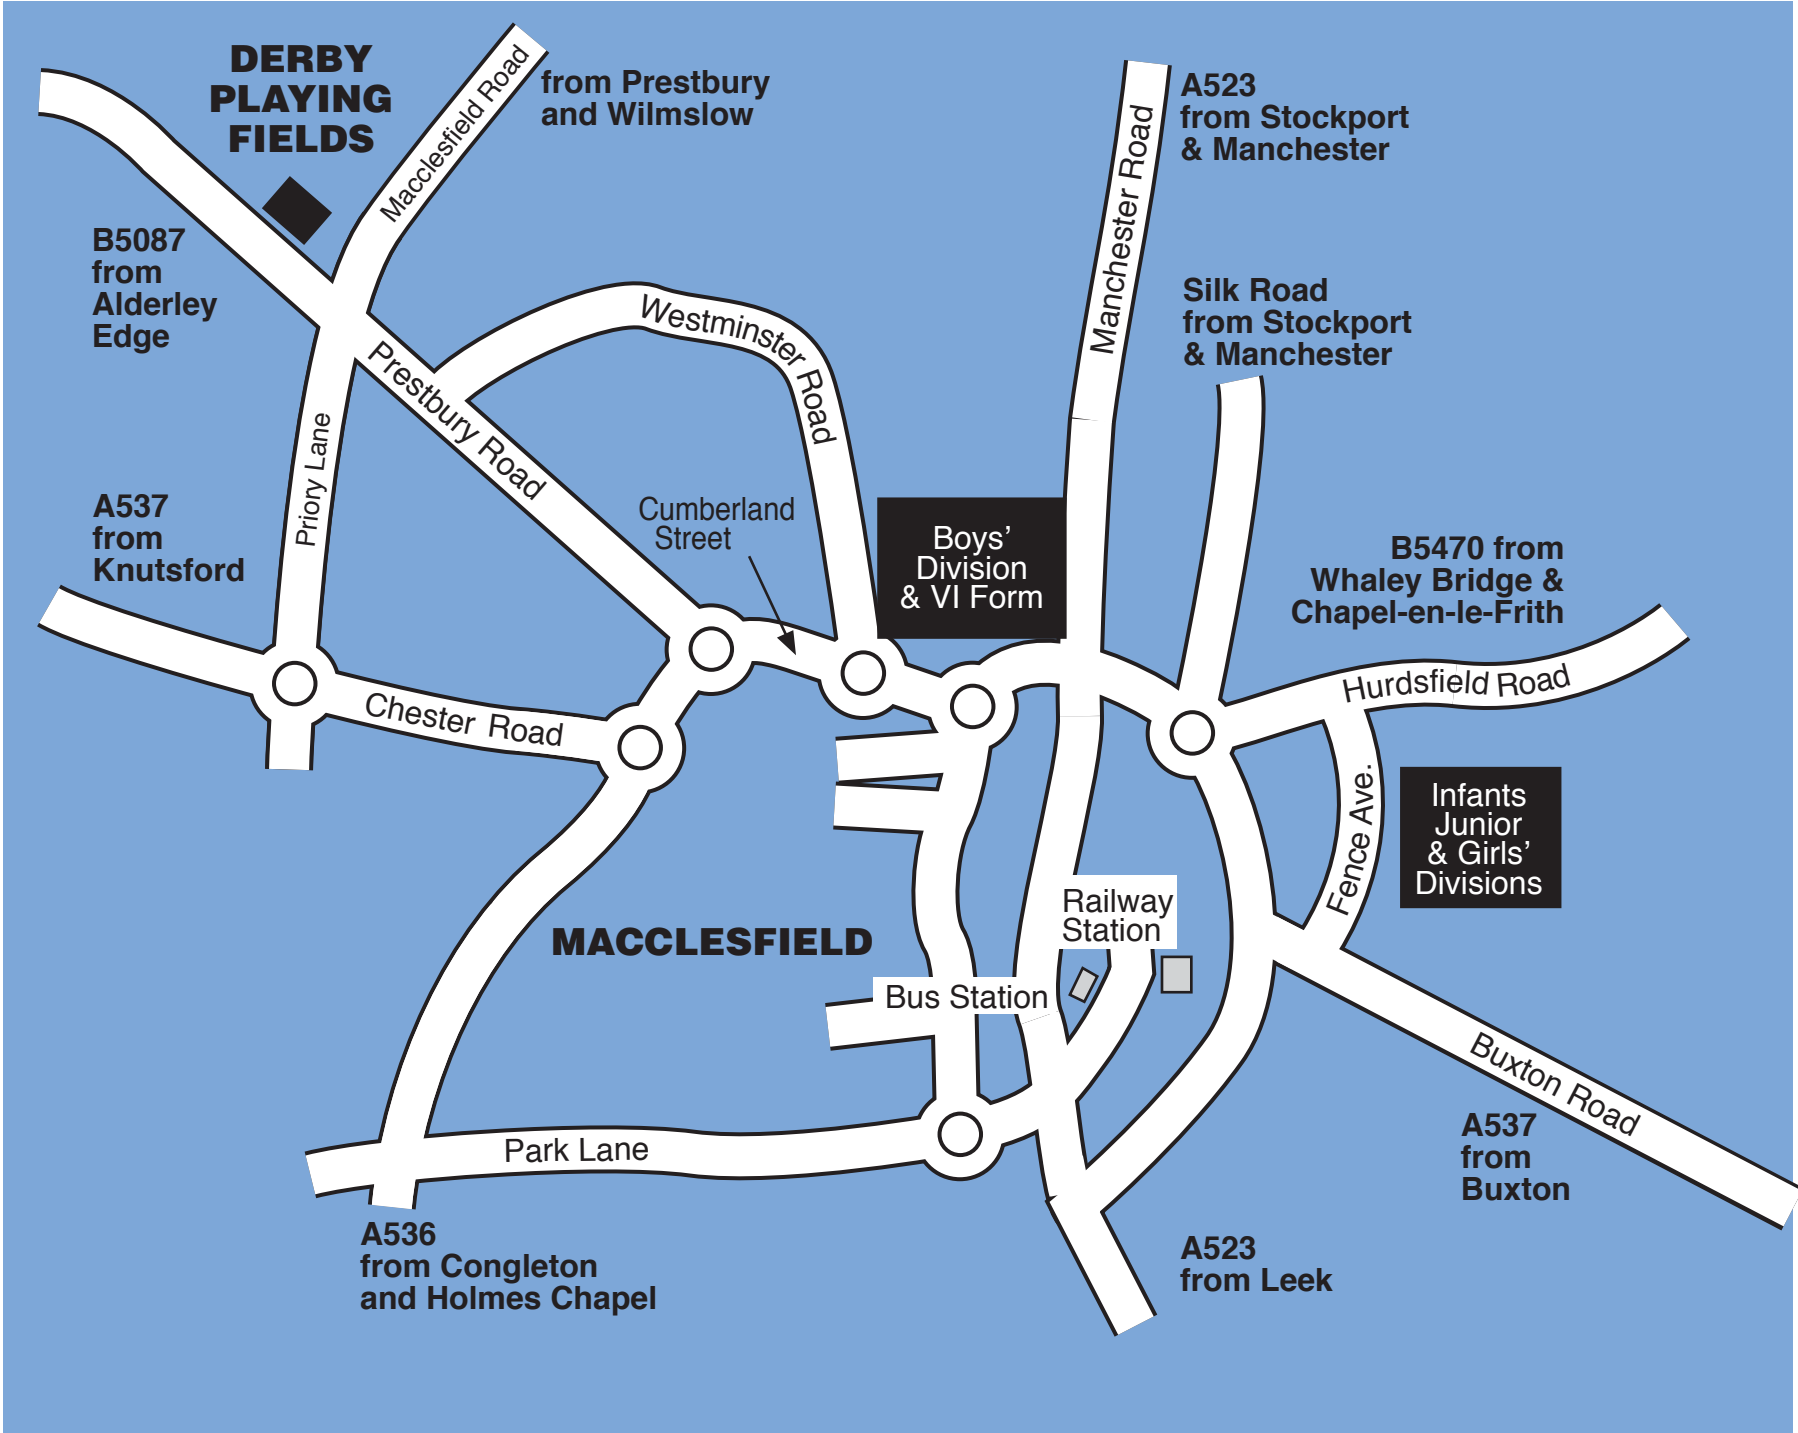 DERBY
PLAYING
FIELDS
Macclesfield Road
from Prestbury
and Wilmslow
A523
from Stockport
& Manchester
Manchester Road
B5087
from
Alderley
Edge
Westminster Road
Silk Road
from Stockport
& Manchester
Prestbury Road
Priory Lane
A537
from
Knutsford
Cumberland
Street
Boys’
Division
& VI Form
B5470 from
Whaley Bridge &
Chapel-en-le-Frith
Hurdsfield Road
Chester Road
Fence Ave.
Infants
Junior
& Girls’
Divisions
MACCLESFIELD
Railway
Station
Bus Station
Buxton Road
Park Lane
A537
from
Buxton
A536
from Congleton
and Holmes Chapel
A523
from Leek